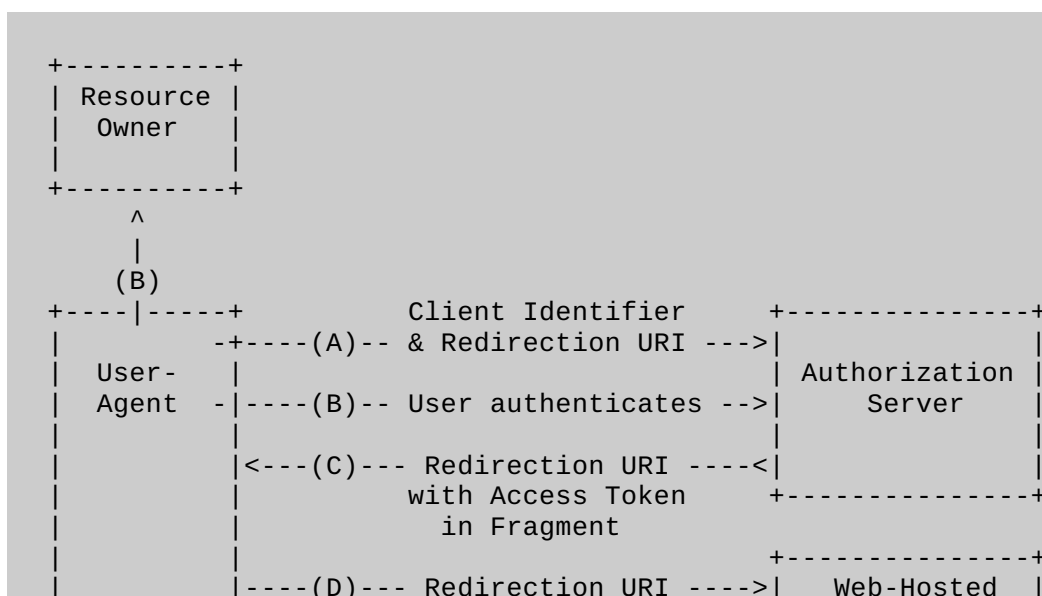 +----------+
| Resource |
|  Owner   |
|          |
+----------+
     ^
     |
    (B)
+----|-----+          Client Identifier     +---------------+
|         -+----(A)-- & Redirection URI --->|               |
|  User-   |                                | Authorization |
|  Agent  -|----(B)-- User authenticates -->|     Server    |
|          |                                |               |
|          |<---(C)--- Redirection URI ----<|               |
|          |          with Access Token     +---------------+
|          |            in Fragment
|          |                                +---------------+
|          |----(D)--- Redirection URI ---->|   Web-Hosted  |